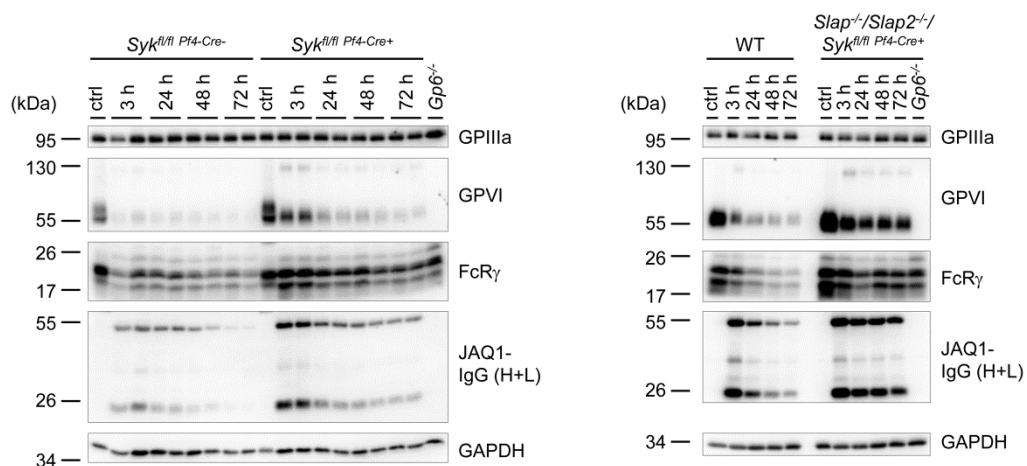 Syk^fl/fl Pf4-Cre-
Syk^fl/fl Pf4-Cre+
(kDa)
ctrl
3 h
24 h
48 h
72 h
ctrl
3 h
24 h
48 h
72 h
Gp6^-/-
95
GPIIIa
130
GPVI
55
26
FcRγ
17
55
JAQ1-
IgG (H+L)
26
GAPDH
34
Slap^-/-/Slap2^-/-/
WT
Syk^fl/fl Pf4-Cre+
(kDa)
ctrl
3 h
24 h
48 h
72 h
ctrl
3 h
24 h
48 h
72 h
Gp6^-/-
95
GPIIIa
130
GPVI
55
26
FcRγ
17
55
JAQ1-
IgG (H+L)
26
34
GAPDH